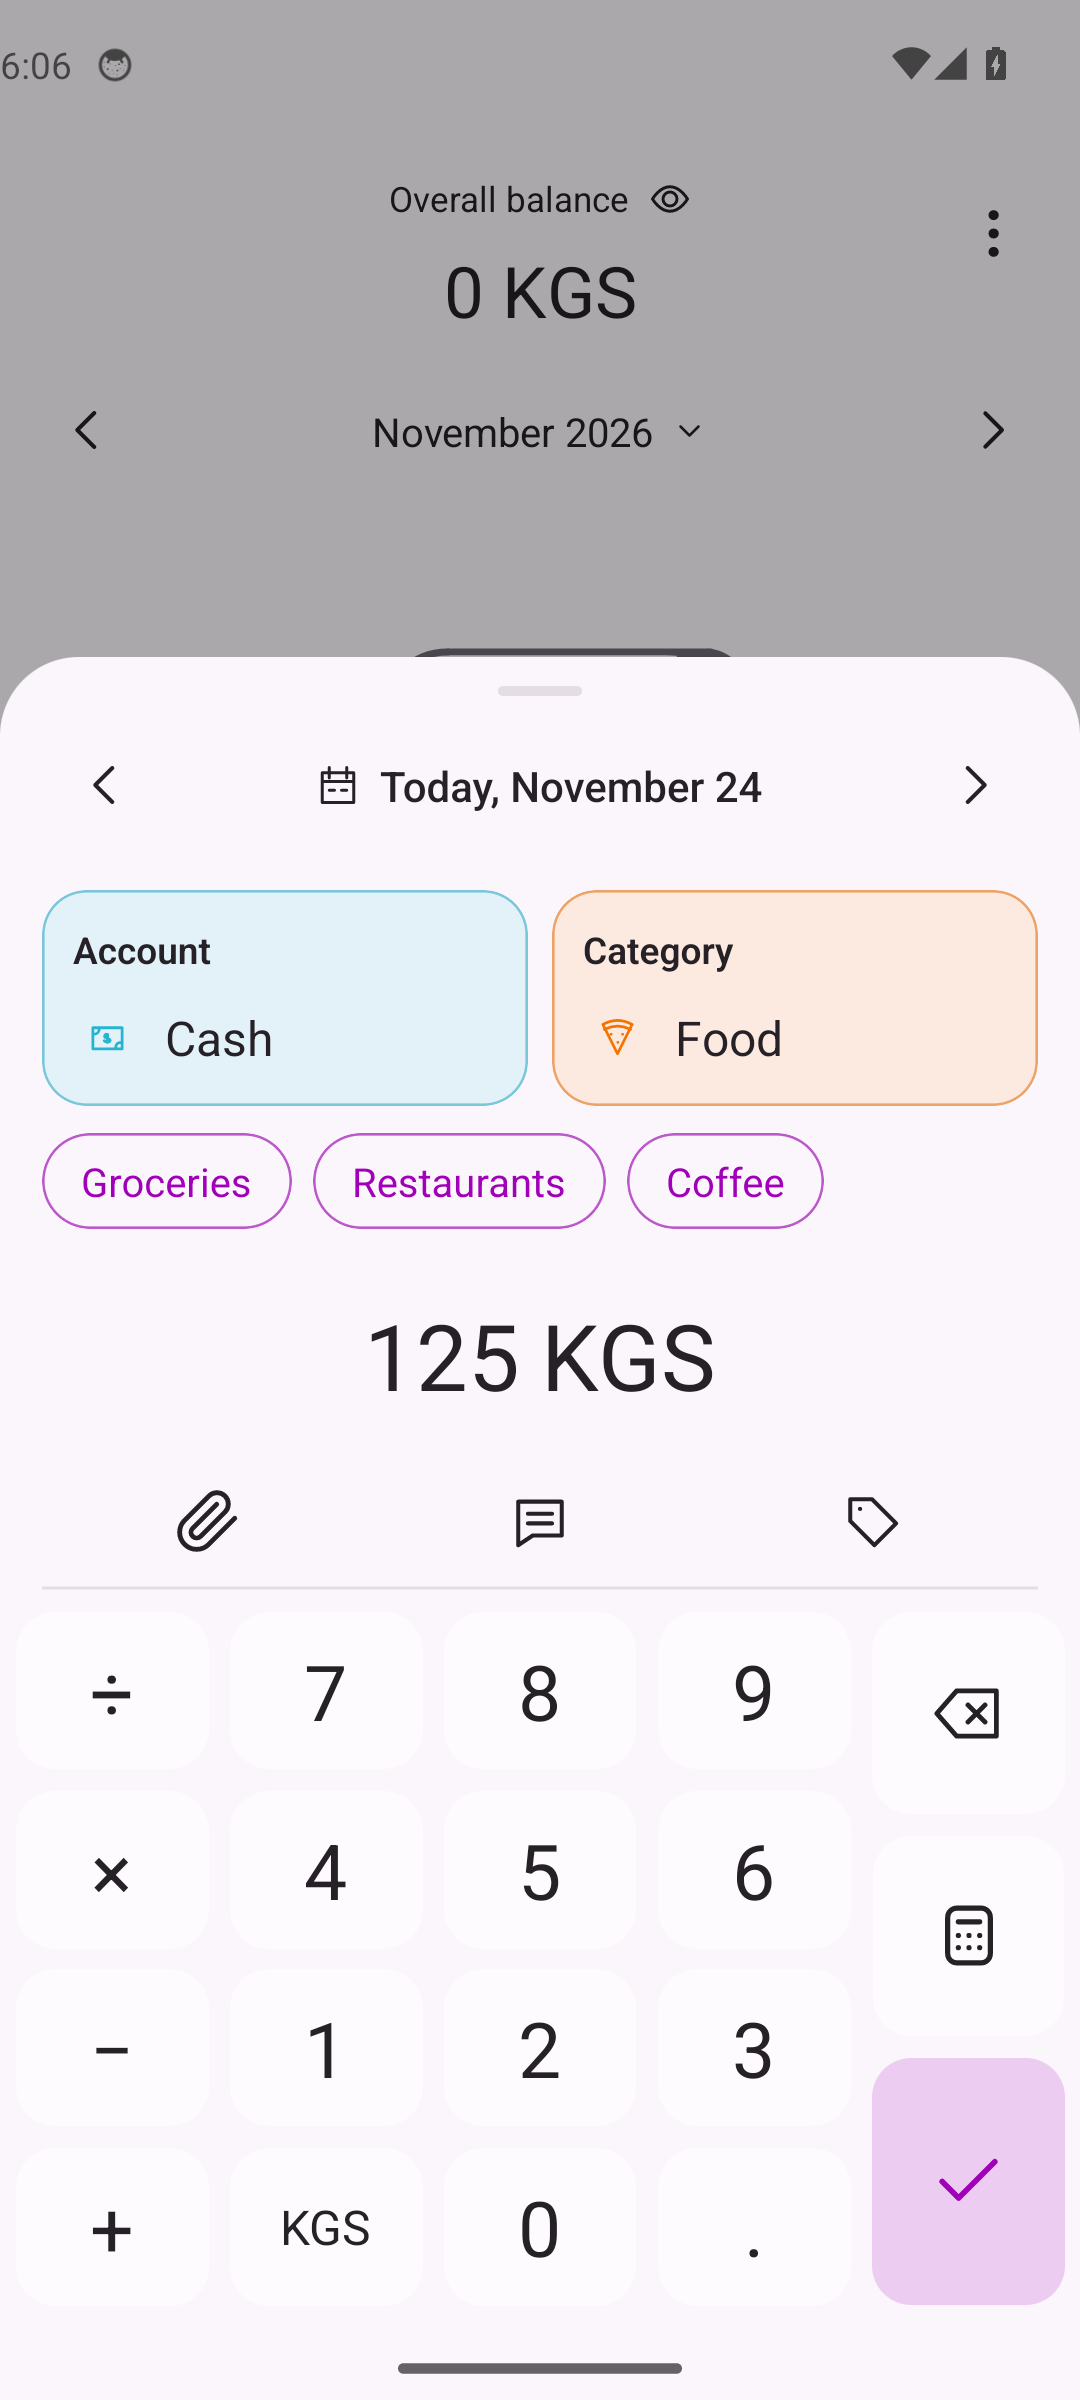 6:06
Overall balance
0 KGS
November 2026
Today, November 24
Account
Cash
Category
Food
Groceries
Restaurants
Coffee
125 KGS
÷ 7 8 9
× 4 5 6
− 1 2 3
+ KGS 0 .